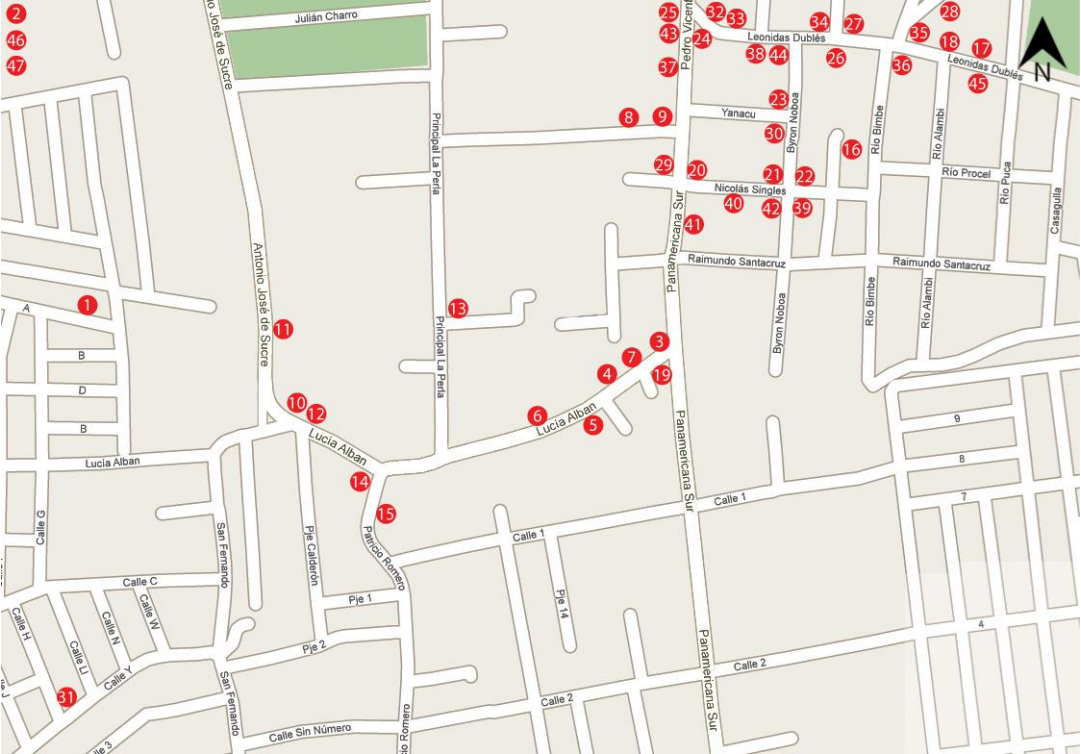 2
46
47
Julián Charro
José de Sucre
25
32
33
34
27
28
43
24
Leonidas Dublés
35
18
17
38
44
26
36
Leonidas Dublés
45
37
Pedro Vicent
N
23
8
9
Yanacu
30
Byron Noboa
16
Río Bimbe
Río Alambi
Principal La Perla
29
20
21
22
Río Procel
Río Puca
Nicolás Singles
40
42
39
Casaguilla
41
Panamericana Sur
Raimundo Santacruz
Raimundo Santacruz
Antonio José de Sucre
A
1
13
Río Bimbe
Río Alambi
Byron Noboa
11
Principal La Perla
B
3
7
4
19
D
10
12
6
Lucía Alban
5
B
9
Lucía Alban
Lucía Alban
8
14
Panamericana Sur
Calle 1
7
15
Calle G
San Fernando
Pje Calderón
Patricio Romero
Calle 1
Calle C
Pje 1
Pje 14
Calle H
Calle N
Calle W
4
Calle LI
Pje 2
Panamericana Sur
Calle 2
31
Calle Y
San Fernando
Calle 2
Calle Sin Número
Romero